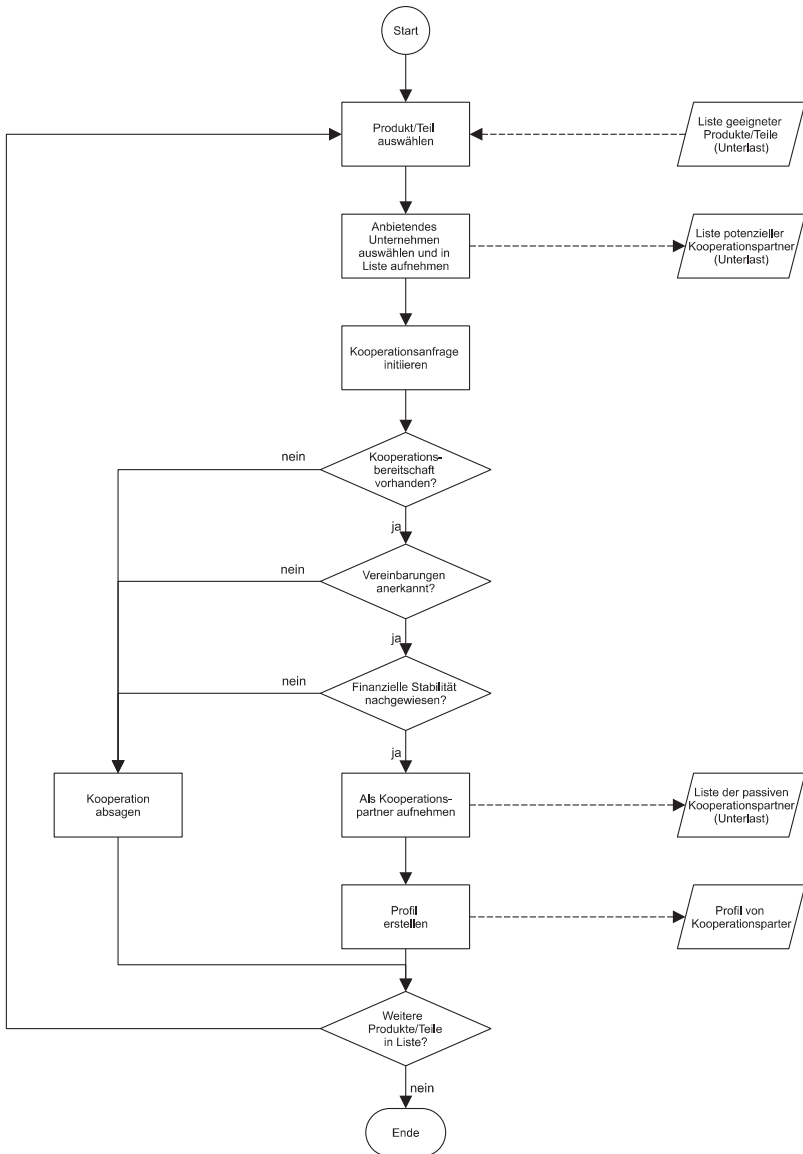 Start
Produkt/Teil
auswählen
Liste geeigneter
Produkte/Teile
(Unterlast)
Anbietendes
Unternehmen
auswählen und in
Liste aufnehmen
Liste potenzieller
Kooperationspartner
(Unterlast)
Kooperationsanfrage
initiieren
nein
Kooperations-
bereitschaft
vorhanden?
ja
nein
Vereinbarungen
anerkannt?
ja
nein
Finanzielle Stabilität
nachgewiesen?
ja
Kooperation
absagen
Als Kooperations-
partner aufnehmen
Liste der passiven
Kooperationspartner
(Unterlast)
Profil
erstellen
Profil von
Kooperationsparter
Weitere
Produkte/Teile
in Liste?
nein
Ende